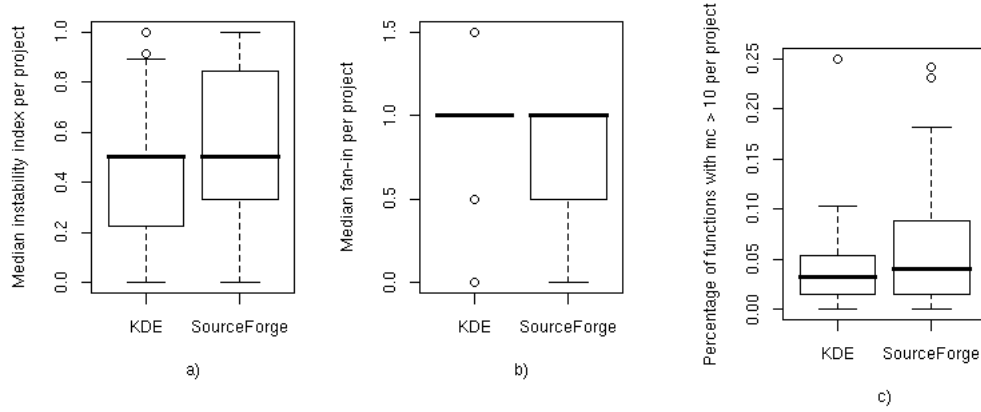 Median instability index per project
1.0
0.8
0.6
0.4
0.2
0.0
KDE SourceForge
a)
Median fan-in per project
1.5
1.0
0.5
0.0
KDE SourceForge
b)
Percentage of functions with mc > 10 per project
0.25
0.20
0.15
0.10
0.05
0.00
KDE SourceForge
c)